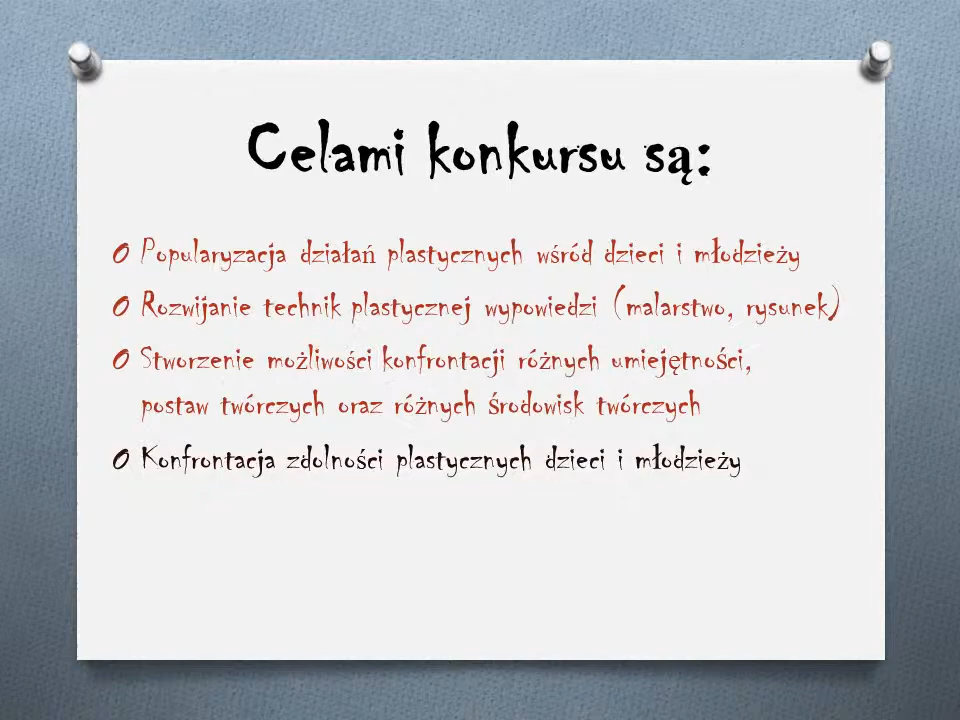 Celami konkursu są:
O Popularyzacja działań plastycznych wśród dzieci i młodzieży
O Rozwijanie technik plastycznej wypowiedzi (malarstwo, rysunek)
O Stworzenie możliwości konfrontacji różnych umiejętności,
postaw twórczych oraz różnych środowisk twórczych
O Konfrontacja zdolności plastycznych dzieci i młodzieży